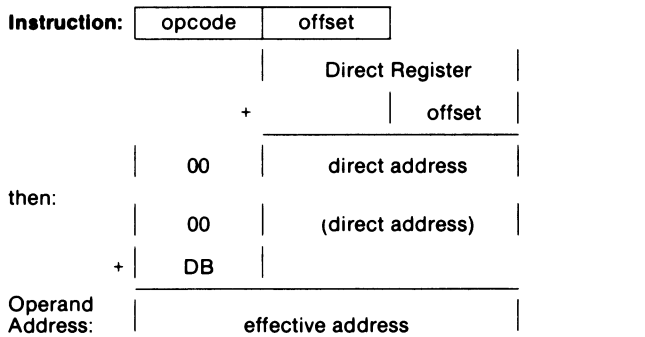 Instruction: opcode offset
Direct Register
+ offset
00 direct address
then:
00 (direct address)
+ DB
Operand
Address: effective address